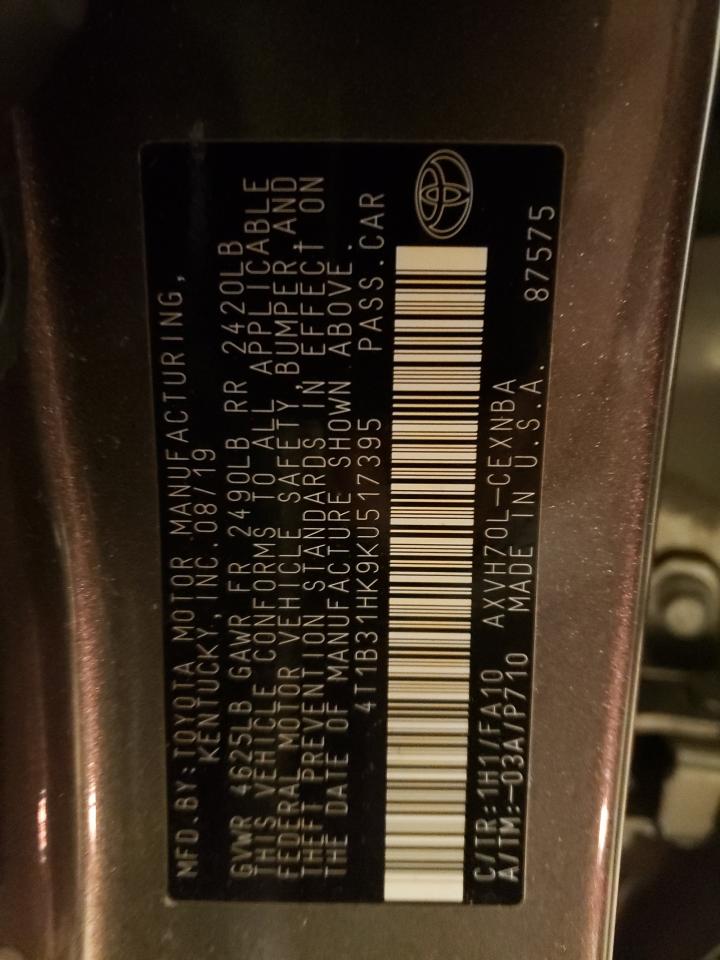 MFD.BY:TOYOTA MOTOR MANUFACTURING,
KENTUCKY, INC.08/19
GVWR 4625LB GAWR FR 2490LB RR 2420LB
THIS VEHICLE CONFORMS TO ALL APPLICABLE
FEDERAL MOTOR VEHICLE SAFETY,BUMPER,AND
THEFT PREVENTION STANDARDS IN EFFECT ON
THE DATE OF MANUFACTURE SHOWN ABOVE.
4T1B31HK9KU517395 PASS.CAR
C/TR:1H1/FA10 AXVH70L-CEXNBA
A/TM:-03A/P710 MADE IN U.S.A. 87575